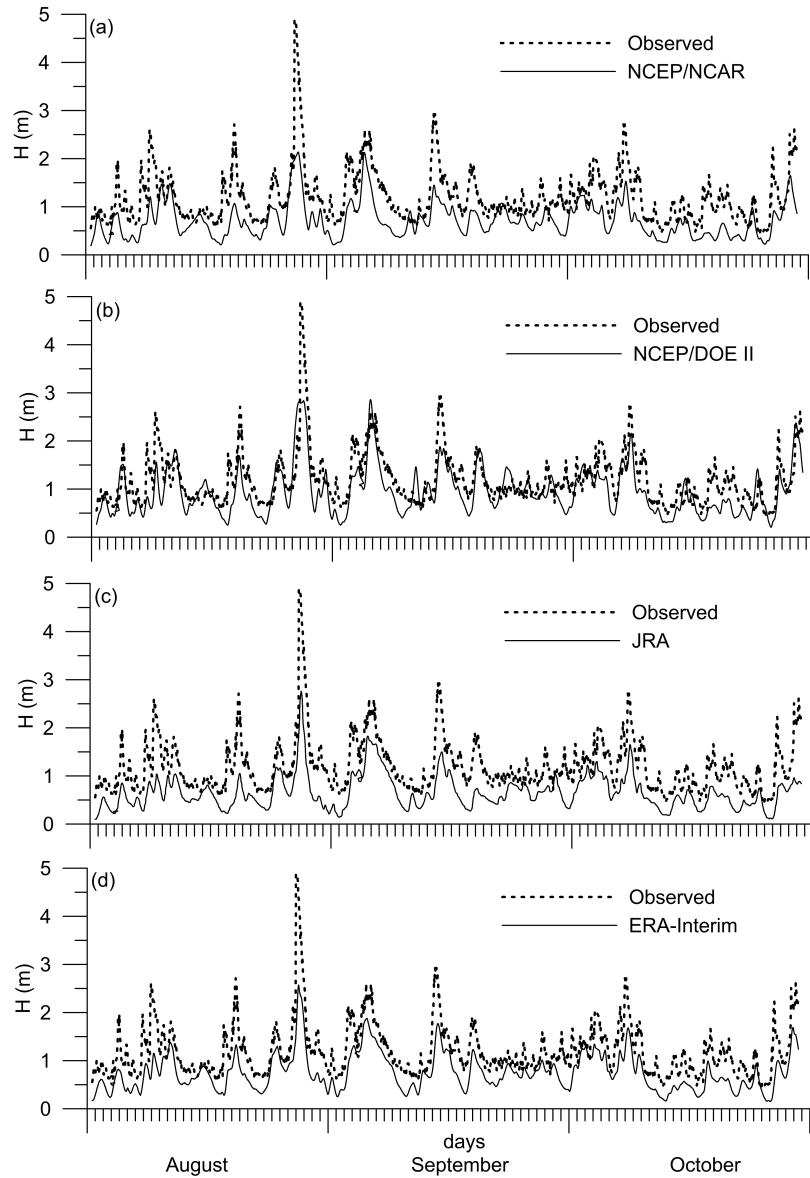 (a)
5
4
3
2
1
0
H (m)
Observed
NCEP/NCAR
(b)
5
4
3
2
1
0
H (m)
Observed
NCEP/DOE II
(c)
5
4
3
2
1
0
H (m)
Observed
JRA
(d)
5
4
3
2
1
0
H (m)
Observed
ERA-Interim
days
August September October